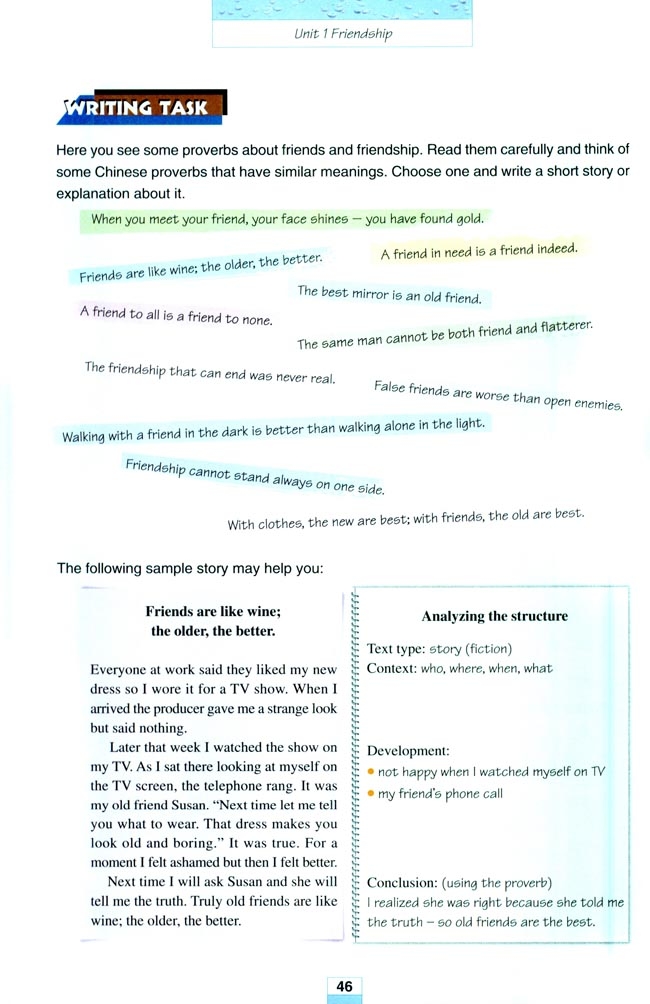 Unit 1 Friendship
WRITING TASK
Here you see some proverbs about friends and friendship. Read them carefully and think of
some Chinese proverbs that have similar meanings. Choose one and write a short story or
explanation about it.
When you meet your friend, your face shines – you have found gold.
Friends are like wine; the older, the better.
A friend in need is a friend indeed.
The best mirror is an old friend.
A friend to all is a friend to none.
The same man cannot be both friend and flatterer.
The friendship that can end was never real.
False friends are worse than open enemies.
Walking with a friend in the dark is better than walking alone in the light.
Friendship cannot stand always on one side.
With clothes, the new are best; with friends, the old are best.
The following sample story may help you:
Friends are like wine;
the older, the better.
Everyone at work said they liked my new
dress so I wore it for a TV show. When I
arrived the producer gave me a strange look
but said nothing.
Later that week I watched the show on
my TV. As I sat there looking at myself on
the TV screen, the telephone rang. It was
my old friend Susan. “Next time let me tell
you what to wear. That dress makes you
look old and boring.” It was true. For a
moment I felt ashamed but then I felt better.
Next time I will ask Susan and she will
tell me the truth. Truly old friends are like
wine; the older, the better.
Analyzing the structure
Text type: story (fiction)
Context: who, where, when, what
Development:
• not happy when I watched myself on TV
• my friend's phone call
Conclusion: (using the proverb)
I realized she was right because she told me
the truth – so old friends are the best.
46